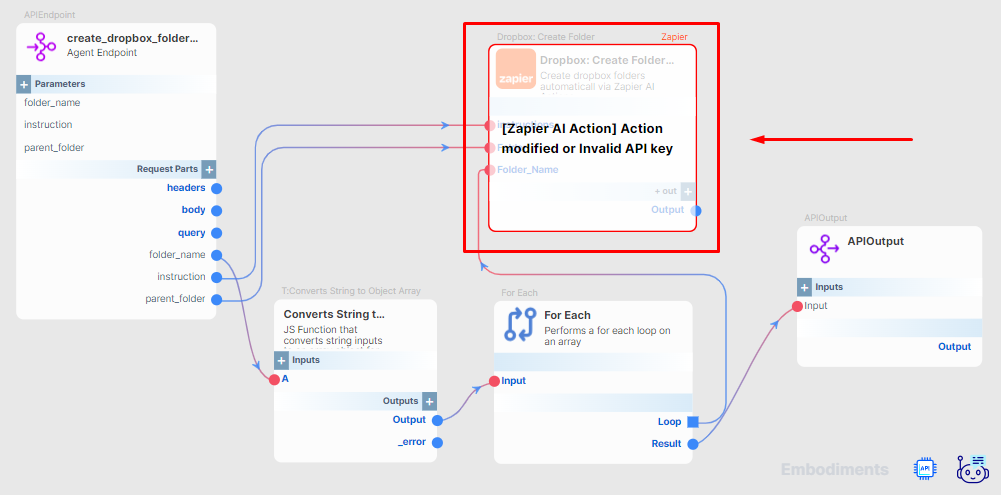 APIEndpoint
create_dropbox_folder...
Agent Endpoint
+ Parameters
folder_name
instruction
parent_folder
Request Parts +
headers
body
query
folder_name
instruction
parent_folder
Dropbox: Create Folder Zapier
zapier
Dropbox: Create Folder...
Create dropbox folders
automaticall via Zapier AI
[Zapier AI Action] Action
modified or Invalid API key
Folder_Name
+ out +
Output
T:Converts String to Object Array
Converts String t...
JS Function that
converts string inputs
+ Inputs
A
Outputs +
Output
_error
For Each
For Each
Performs a for each loop on
an array
Input
Loop
Result
APIOutput
APIOutput
+ Inputs
Input
Output
Embodiments
API